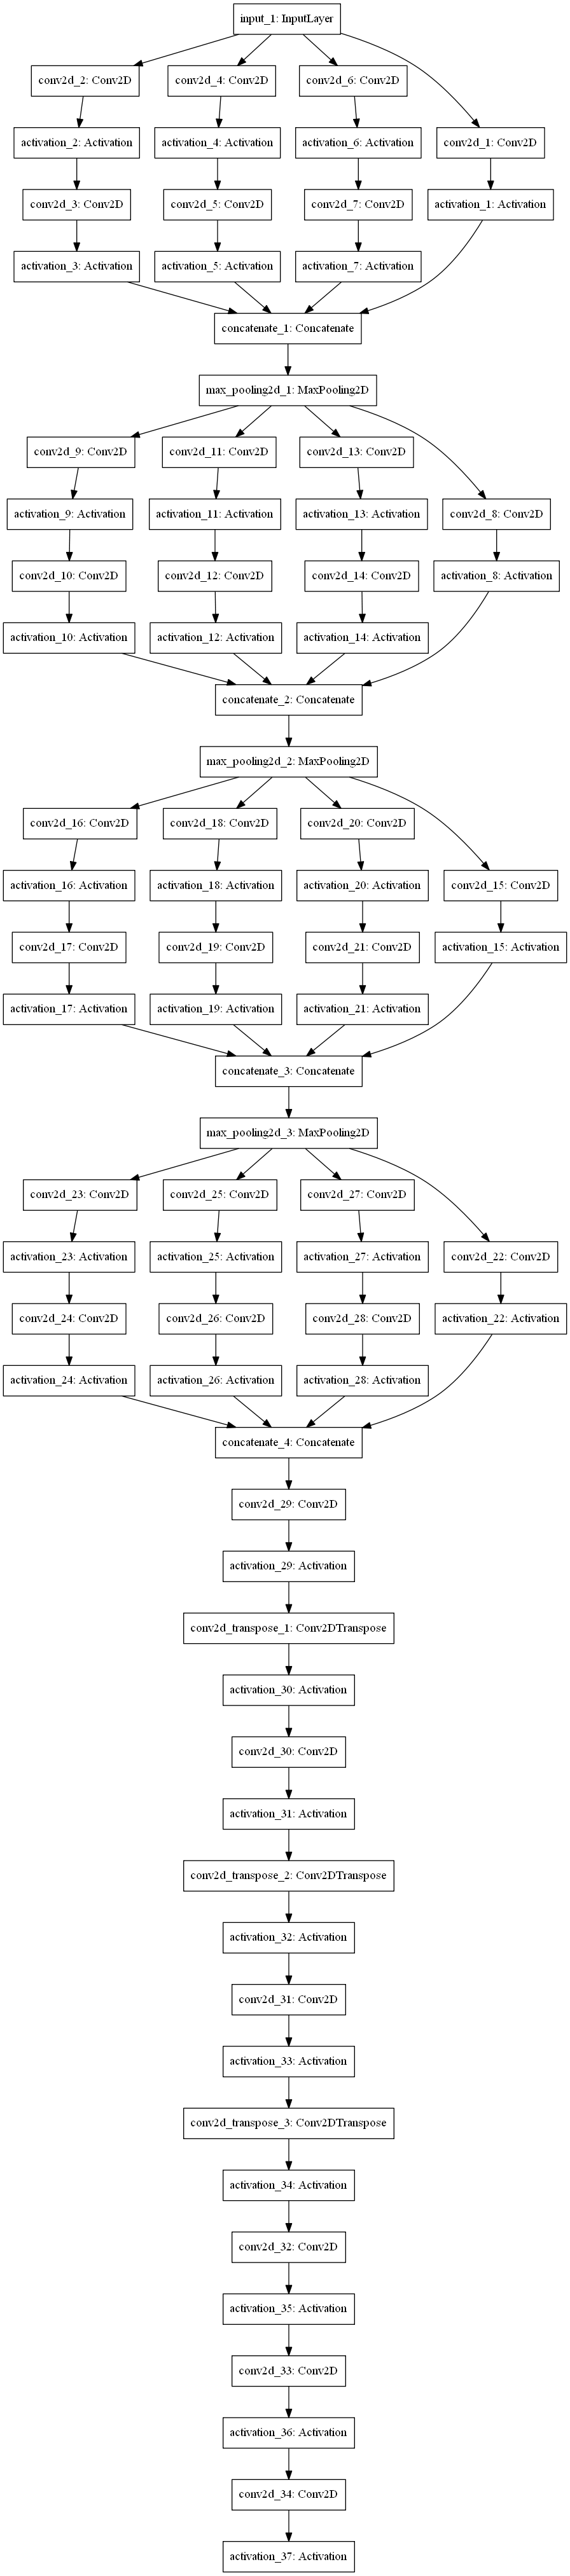 input_1: InputLayer
conv2d_2: Conv2D
conv2d_4: Conv2D
conv2d_6: Conv2D
activation_2: Activation
activation_4: Activation
activation_6: Activation
conv2d_1: Conv2D
conv2d_3: Conv2D
conv2d_5: Conv2D
conv2d_7: Conv2D
activation_1: Activation
activation_3: Activation
activation_5: Activation
activation_7: Activation
concatenate_1: Concatenate
max_pooling2d_1: MaxPooling2D
conv2d_9: Conv2D
conv2d_11: Conv2D
conv2d_13: Conv2D
activation_9: Activation
activation_11: Activation
activation_13: Activation
conv2d_8: Conv2D
conv2d_10: Conv2D
conv2d_12: Conv2D
conv2d_14: Conv2D
activation_8: Activation
activation_10: Activation
activation_12: Activation
activation_14: Activation
concatenate_2: Concatenate
max_pooling2d_2: MaxPooling2D
conv2d_16: Conv2D
conv2d_18: Conv2D
conv2d_20: Conv2D
activation_16: Activation
activation_18: Activation
activation_20: Activation
conv2d_15: Conv2D
conv2d_17: Conv2D
conv2d_19: Conv2D
conv2d_21: Conv2D
activation_15: Activation
activation_17: Activation
activation_19: Activation
activation_21: Activation
concatenate_3: Concatenate
max_pooling2d_3: MaxPooling2D
conv2d_23: Conv2D
conv2d_25: Conv2D
conv2d_27: Conv2D
activation_23: Activation
activation_25: Activation
activation_27: Activation
conv2d_22: Conv2D
conv2d_24: Conv2D
conv2d_26: Conv2D
conv2d_28: Conv2D
activation_22: Activation
activation_24: Activation
activation_26: Activation
activation_28: Activation
concatenate_4: Concatenate
conv2d_29: Conv2D
activation_29: Activation
conv2d_transpose_1: Conv2DTranspose
activation_30: Activation
conv2d_30: Conv2D
activation_31: Activation
conv2d_transpose_2: Conv2DTranspose
activation_32: Activation
conv2d_31: Conv2D
activation_33: Activation
conv2d_transpose_3: Conv2DTranspose
activation_34: Activation
conv2d_32: Conv2D
activation_35: Activation
conv2d_33: Conv2D
activation_36: Activation
conv2d_34: Conv2D
activation_37: Activation